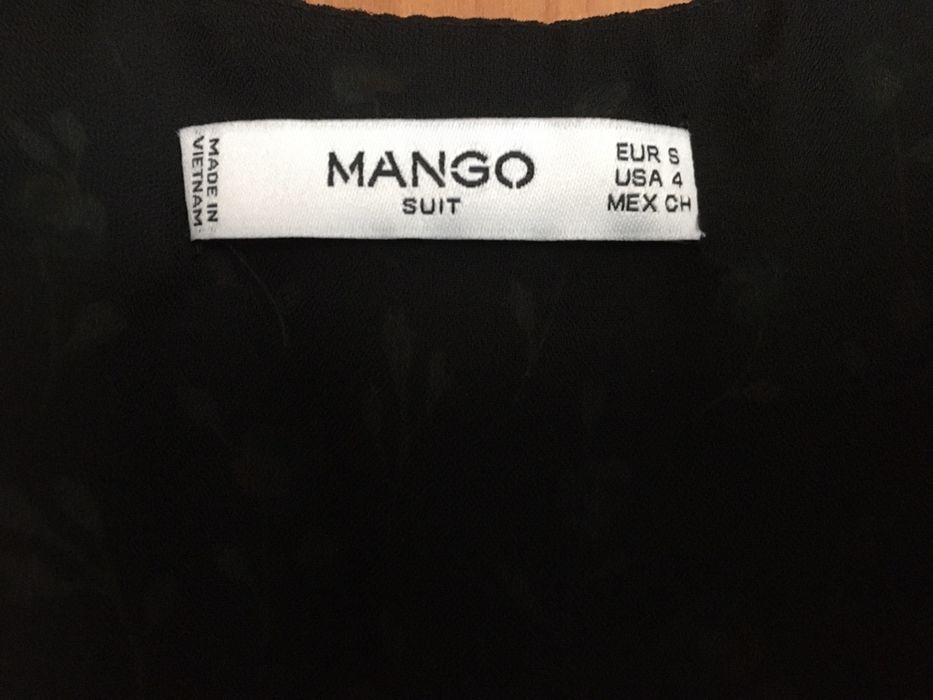 MADE IN
VIETNAM
MANGO
SUIT
EUR S
USA 4
MEX CH